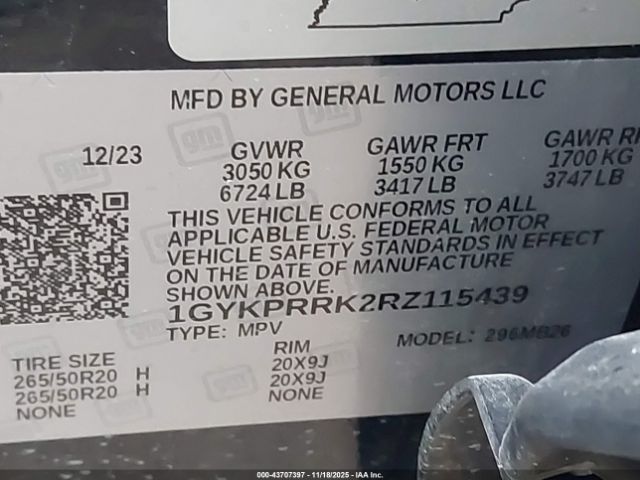 MFD BY GENERAL MOTORS LLC
12/23 GVWR GAWR FRT GAWR
3050 KG 1550 KG 1700 KG
6724 LB 3417 LB 3747 LB
THIS VEHICLE CONFORMS TO ALL
APPLICABLE U.S. FEDERAL MOTOR
VEHICLE SAFETY STANDARDS IN EFFECT
ON THE DATE OF MANUFACTURE
SHOWN ABOVE.
1GYKPRRK2RZ115439
TYPE: MPV MODEL: 296MB26
TIRE SIZE RIM
265/50R20 H 20X9J
265/50R20 H 20X9J
NONE NONE
000-43707397 - 11/18/2025 - IAA Inc.